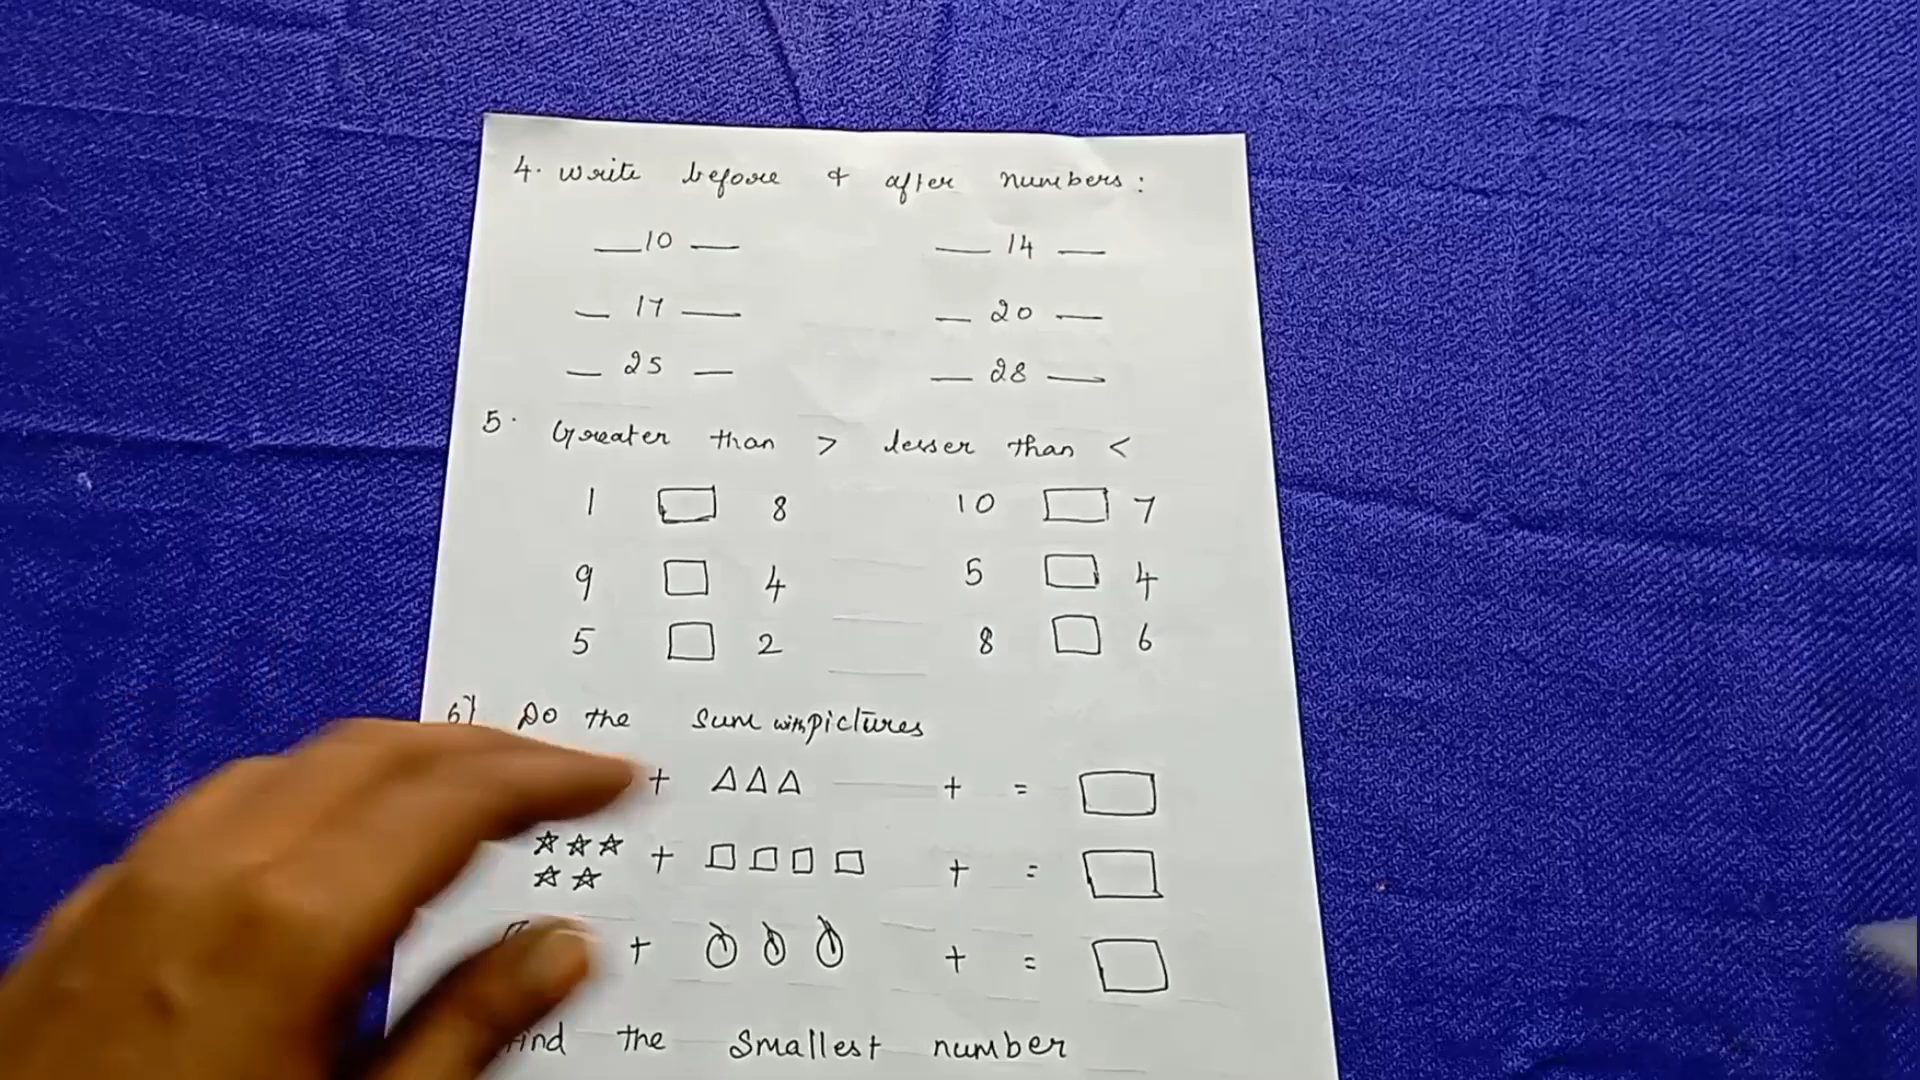 4. Write before & after numbers:
__ 10 __ __ 14 __
__ 17 __ __ 20 __
__ 25 __ __ 28 __
5. Greater than > lesser than <
1 □ 8 10 □ 7
9 □ 4 5 □ 4
5 □ 2 8 □ 6
6) Do the sum with pictures
+ △△△ + = □
☆☆☆ + □□□□ + = □
☆☆
+ + = □
find the smallest number